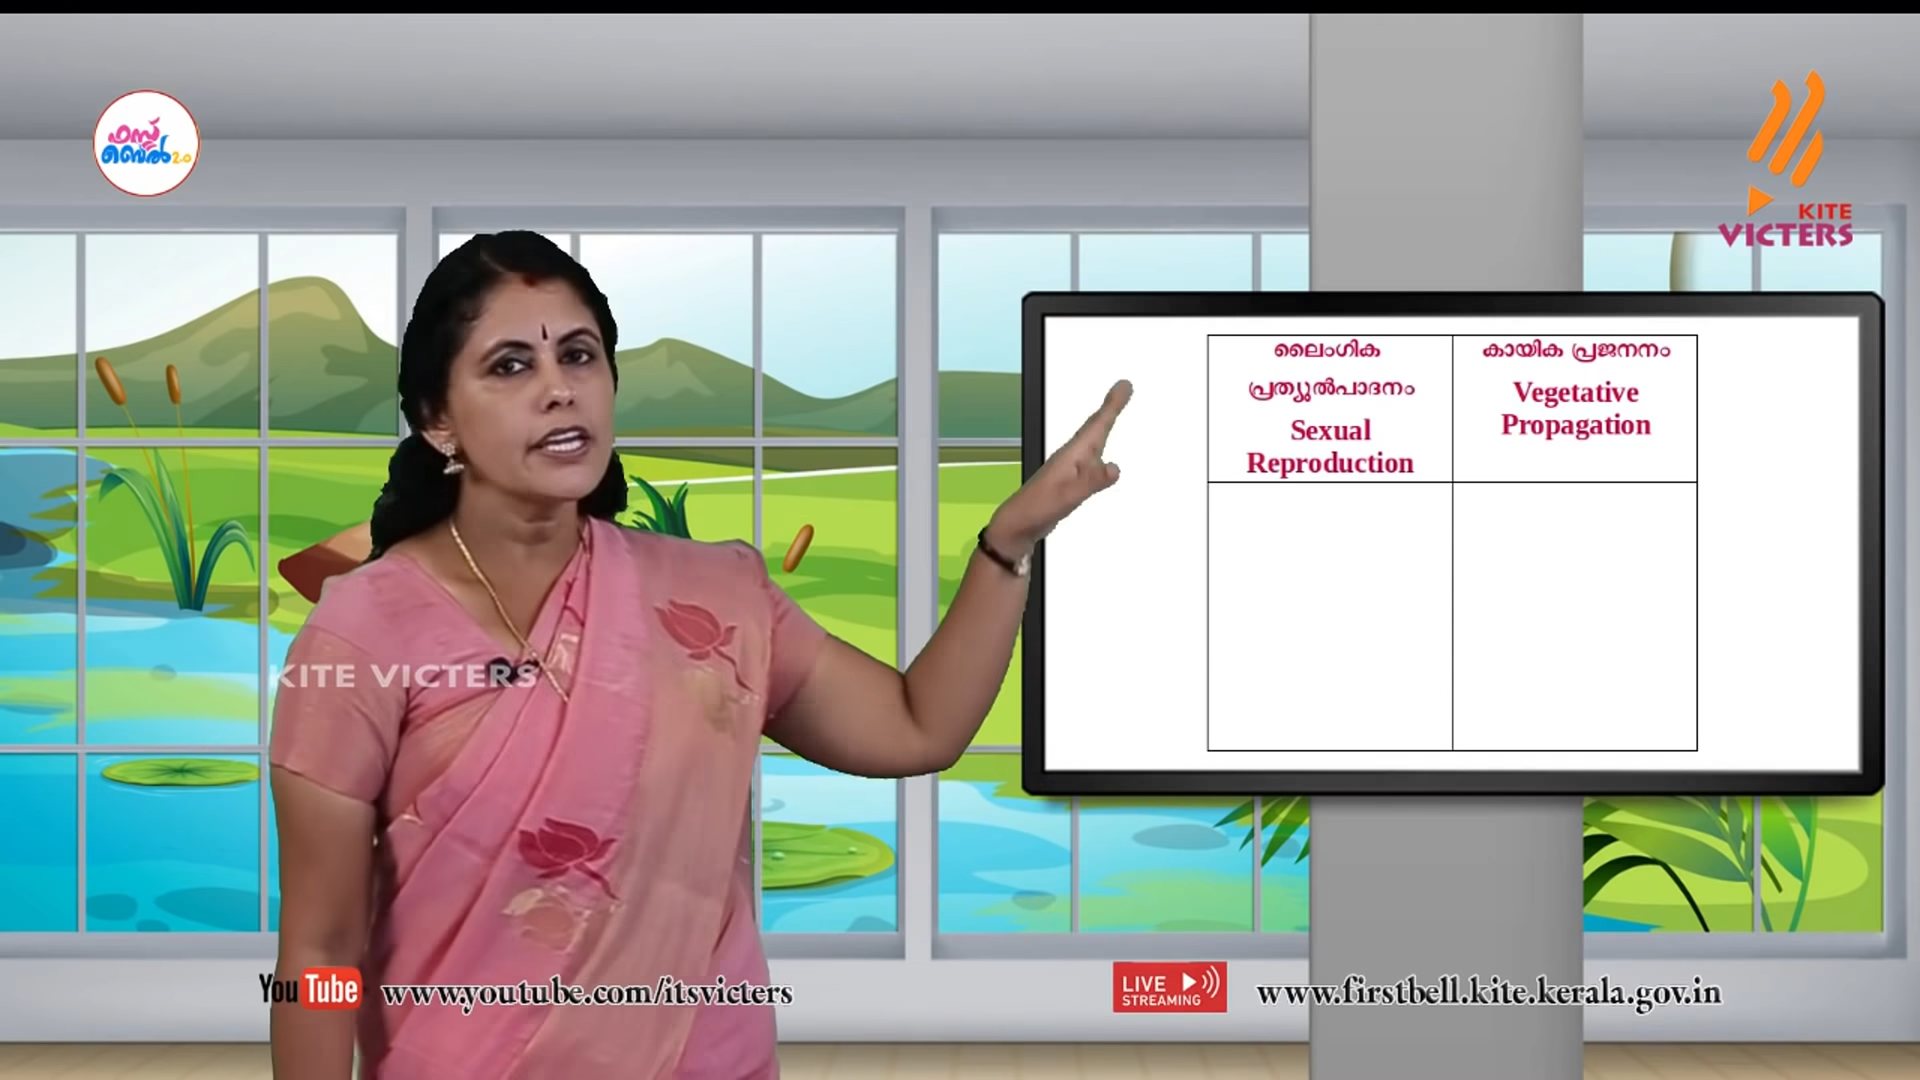 ഫസ്റ്റ്
ബെൽ 2.0
KITE
VICTERS
ലൈംഗിക
പ്രത്യുൽപാദനം
Sexual
Reproduction
കായിക പ്രജനനം
Vegetative
Propagation
KITE VICTERS
YouTube www.youtube.com/itsvicters
LIVE
STREAMING
www.firstbell.kite.kerala.gov.in